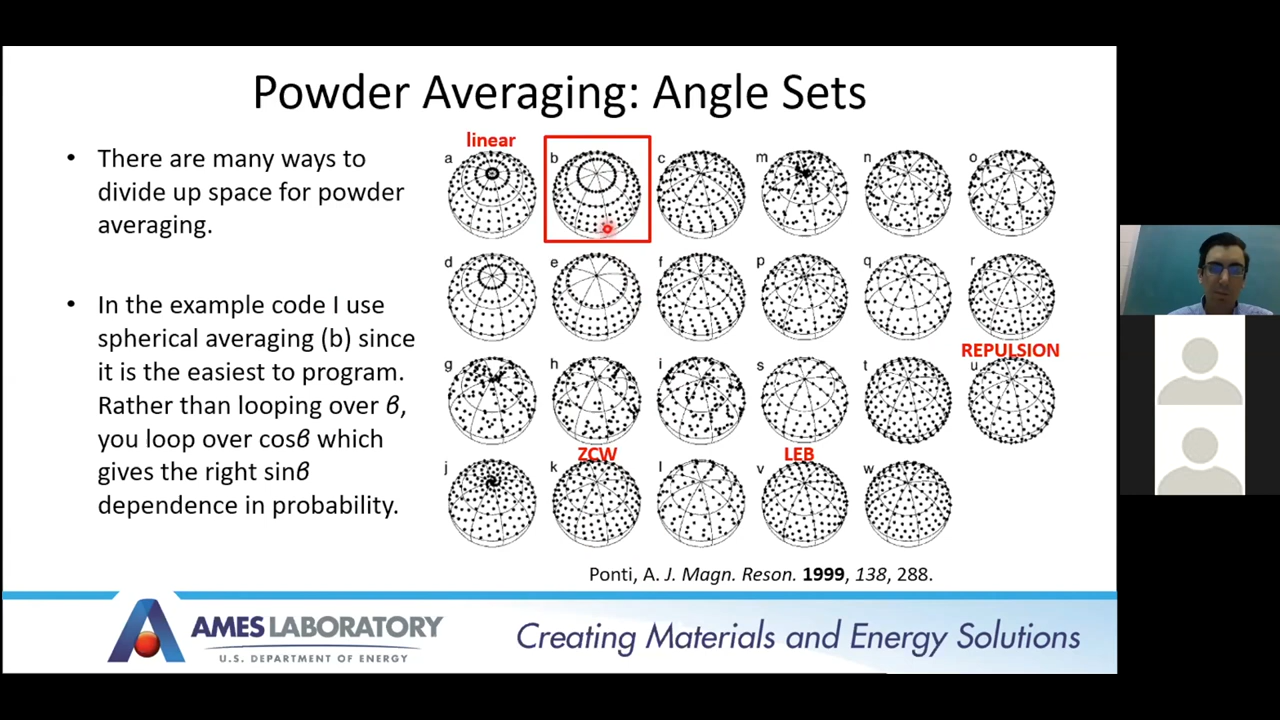 Powder Averaging: Angle Sets
• There are many ways to
divide up space for powder
averaging.
• In the example code I use
spherical averaging (b) since
it is the easiest to program.
Rather than looping over β,
you loop over cosβ which
gives the right sinβ
dependence in probability.
linear
a b c m n o
d e f p q r
REPULSION
g h i s t u
ZCW LEB
j k l v w
Ponti, A. J. Magn. Reson. 1999, 138, 288.
AMES LABORATORY
U.S. DEPARTMENT OF ENERGY
Creating Materials and Energy Solutions